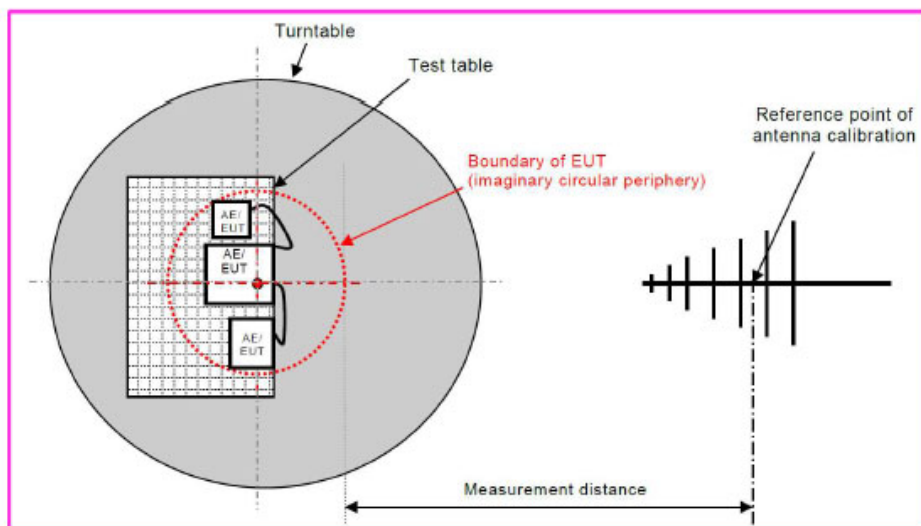 Turntable
Test table
Reference point of
antenna calibration
Boundary of EUT
(imaginary circular periphery)
AE/
EUT
AE/
EUT
AE/
EUT
Measurement distance